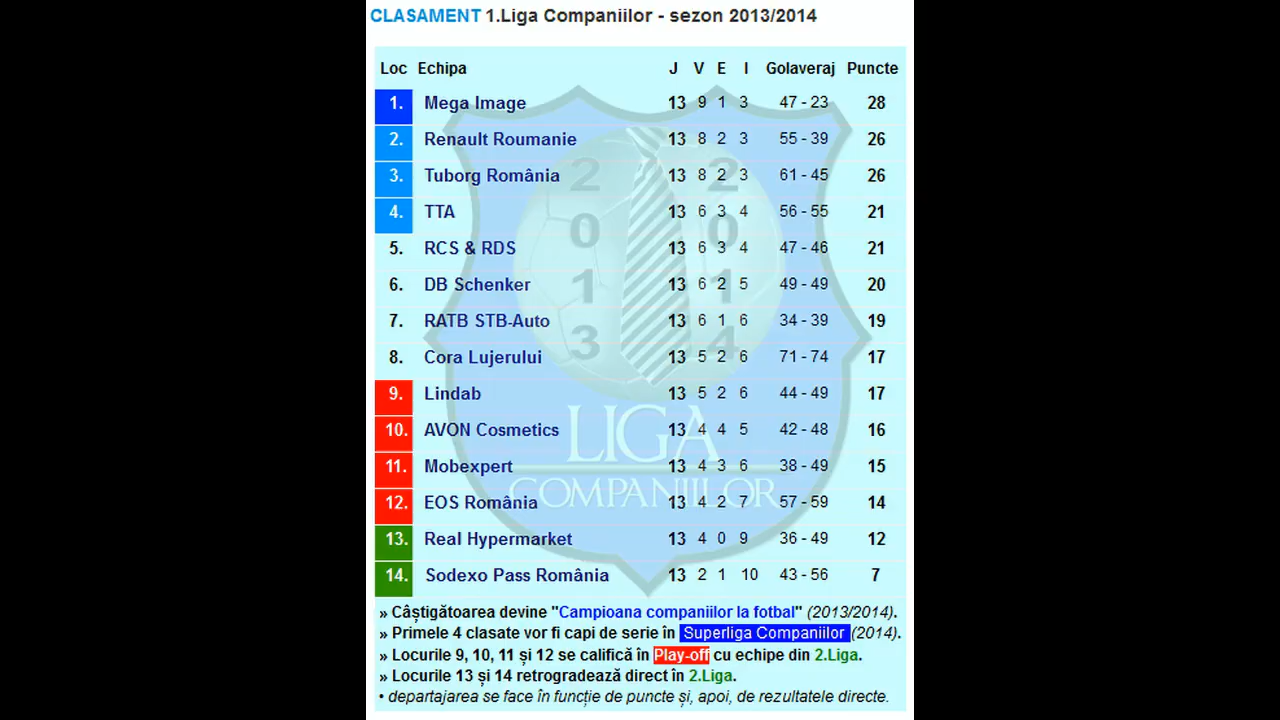 CLASAMENT 1.Liga Companiilor - sezon 2013/2014
Loc Echipa J V E I Golaveraj Puncte
1. Mega Image 13 9 1 3 47 - 23 28
2. Renault Roumanie 13 8 2 3 55 - 39 26
3. Tuborg România 13 8 2 3 61 - 45 26
4. TTA 13 6 3 4 56 - 55 21
5. RCS & RDS 13 6 3 4 47 - 46 21
6. DB Schenker 13 6 2 5 49 - 49 20
7. RATB STB-Auto 13 6 1 6 34 - 39 19
8. Cora Lujerului 13 5 2 6 71 - 74 17
9. Lindab 13 5 2 6 44 - 49 17
10. AVON Cosmetics 13 4 4 5 42 - 48 16
11. Mobexpert 13 4 3 6 38 - 49 15
12. EOS România 13 4 2 7 57 - 59 14
13. Real Hypermarket 13 4 0 9 36 - 49 12
14. Sodexo Pass România 13 2 1 10 43 - 56 7
» Câștigătoarea devine "Campioana companiilor la fotbal" (2013/2014).
» Primele 4 clasate vor fi capi de serie în Superliga Companiilor (2014).
» Locurile 9, 10, 11 și 12 se califică în Play-off cu echipe din 2.Liga.
» Locurile 13 și 14 retrogradează direct în 2.Liga.
• departajarea se face în funcție de puncte și, apoi, de rezultatele directe.
2013
2014
LIGA
COMPANIILOR